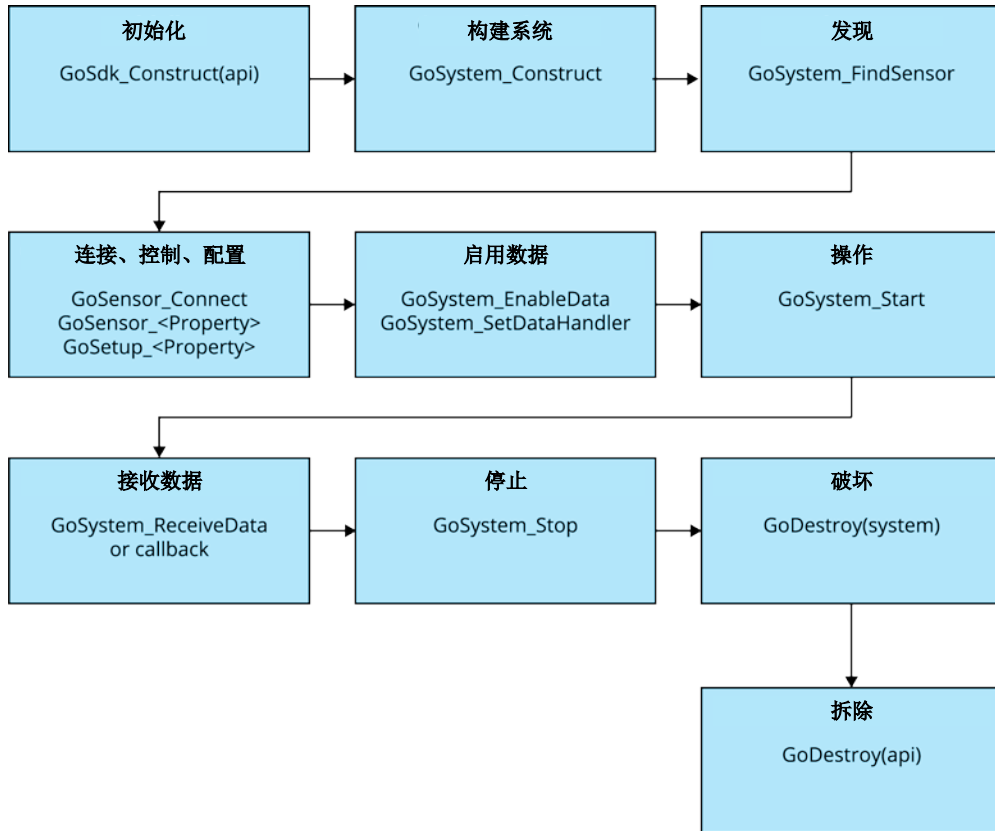 初始化
GoSdk_Construct(api)
构建系统
GoSystem_Construct
发现
GoSystem_FindSensor
连接、控制、配置
GoSensor_Connect
GoSensor_<Property>
GoSetup_<Property>
启用数据
GoSystem_EnableData
GoSystem_SetDataHandler
操作
GoSystem_Start
接收数据
GoSystem_ReceiveData
or callback
停止
GoSystem_Stop
破坏
GoDestroy(system)
拆除
GoDestroy(api)